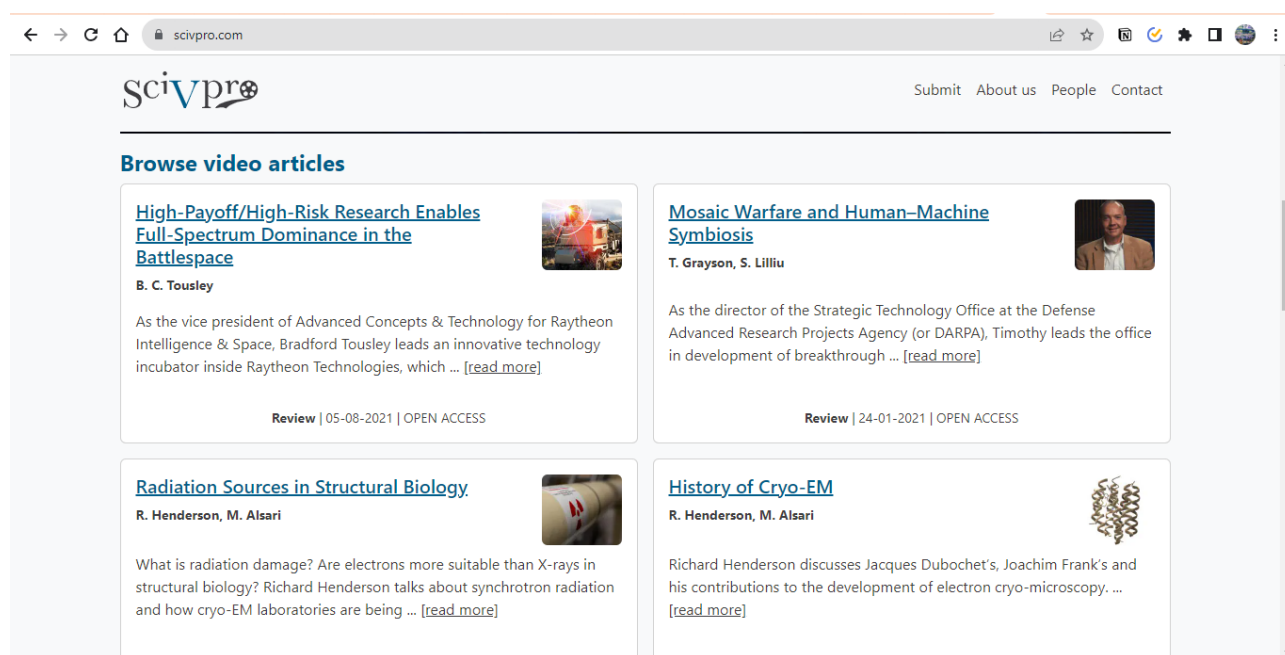 scivpro.com
scivpro
Submit About us People Contact
Browse video articles
High-Payoff/High-Risk Research Enables
Full-Spectrum Dominance in the
Battlespace
B. C. Tousley
As the vice president of Advanced Concepts & Technology for Raytheon
Intelligence & Space, Bradford Tousley leads an innovative technology
incubator inside Raytheon Technologies, which ... [read more]
Review | 05-08-2021 | OPEN ACCESS
Mosaic Warfare and Human–Machine
Symbiosis
T. Grayson, S. Lilliu
As the director of the Strategic Technology Office at the Defense
Advanced Research Projects Agency (or DARPA), Timothy leads the office
in development of breakthrough ... [read more]
Review | 24-01-2021 | OPEN ACCESS
Radiation Sources in Structural Biology
R. Henderson, M. Alsari
What is radiation damage? Are electrons more suitable than X-rays in
structural biology? Richard Henderson talks about synchrotron radiation
and how cryo-EM laboratories are being ... [read more]
History of Cryo-EM
R. Henderson, M. Alsari
Richard Henderson discusses Jacques Dubochet's, Joachim Frank's and
his contributions to the development of electron cryo-microscopy. ...
[read more]